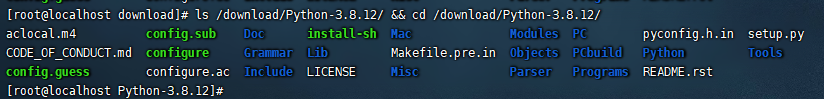 [root@localhost download]# ls /download/Python-3.8.12/ && cd /download/Python-3.8.12/
aclocal.m4 config.sub Doc install-sh Mac Modules PC pyconfig.h.in setup.py
CODE_OF_CONDUCT.md configure Grammar Lib Makefile.pre.in Objects PCbuild Python Tools
config.guess configure.ac Include LICENSE Misc Parser Programs README.rst
[root@localhost Python-3.8.12]#